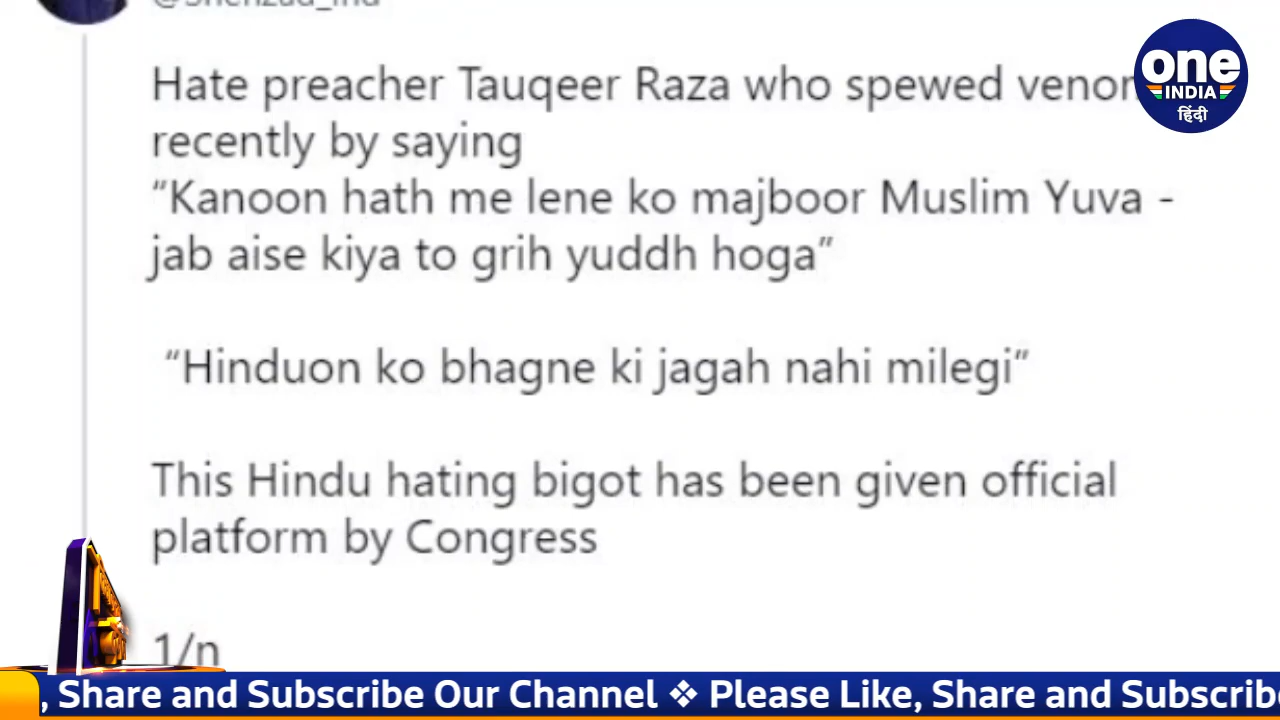 @Shehzad_Ind
one
INDIA
हिंदी
Hate preacher Tauqeer Raza who spewed venom
recently by saying
“Kanoon hath me lene ko majboor Muslim Yuva -
jab aise kiya to grih yuddh hoga”
“Hinduon ko bhagne ki jagah nahi milegi”
This Hindu hating bigot has been given official
platform by Congress
1/n
, Share and Subscribe Our Channel ❖ Please Like, Share and Subscribe